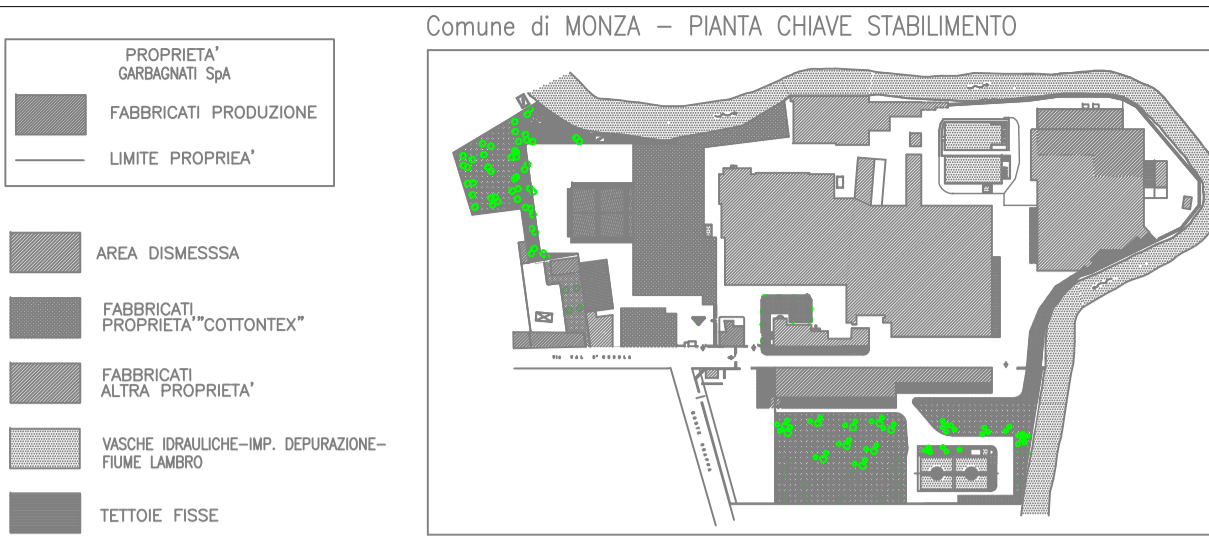 Comune di MONZA – PIANTA CHIAVE STABILIMENTO
PROPRIETA'
GARBAGNATI SpA
FABBRICATI PRODUZIONE
LIMITE PROPRIEA'
AREA DISMESSSA
FABBRICATI
PROPRIETA'"COTTONTEX"
FABBRICATI
ALTRA PROPRIETA'
VASCHE IDRAULICHE–IMP. DEPURAZIONE–
FIUME LAMBRO
TETTOIE FISSE